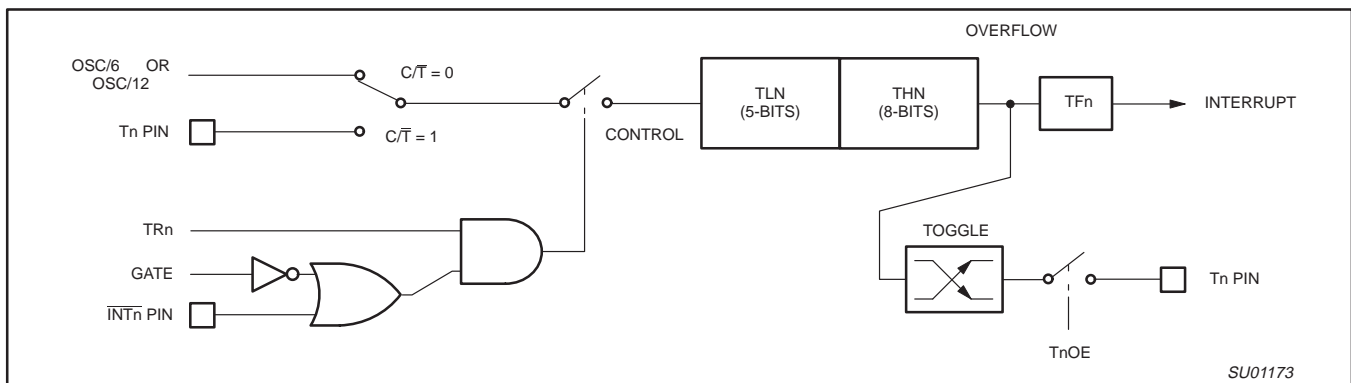 OVERFLOW
OSC/6 OR
OSC/12
C/T̅ = 0
TLN
(5-BITS)
THN
(8-BITS)
TFn
INTERRUPT
Tn PIN
C/T̅ = 1
CONTROL
TRn
TOGGLE
GATE
Tn PIN
I̅N̅T̅n̅ PIN
TnOE
SU01173